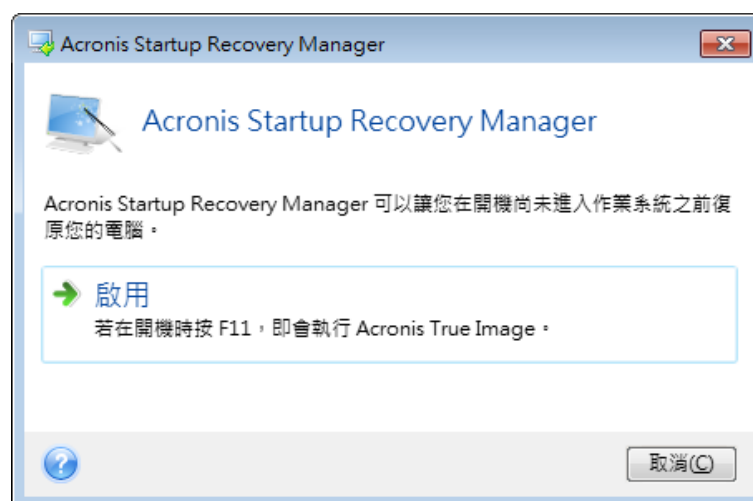 Acronis Startup Recovery Manager
Acronis Startup Recovery Manager
Acronis Startup Recovery Manager 可以讓您在開機尚未進入作業系統之前復
原您的電腦。
啟用
若在開機時按 F11，即會執行 Acronis True Image。
取消(C)